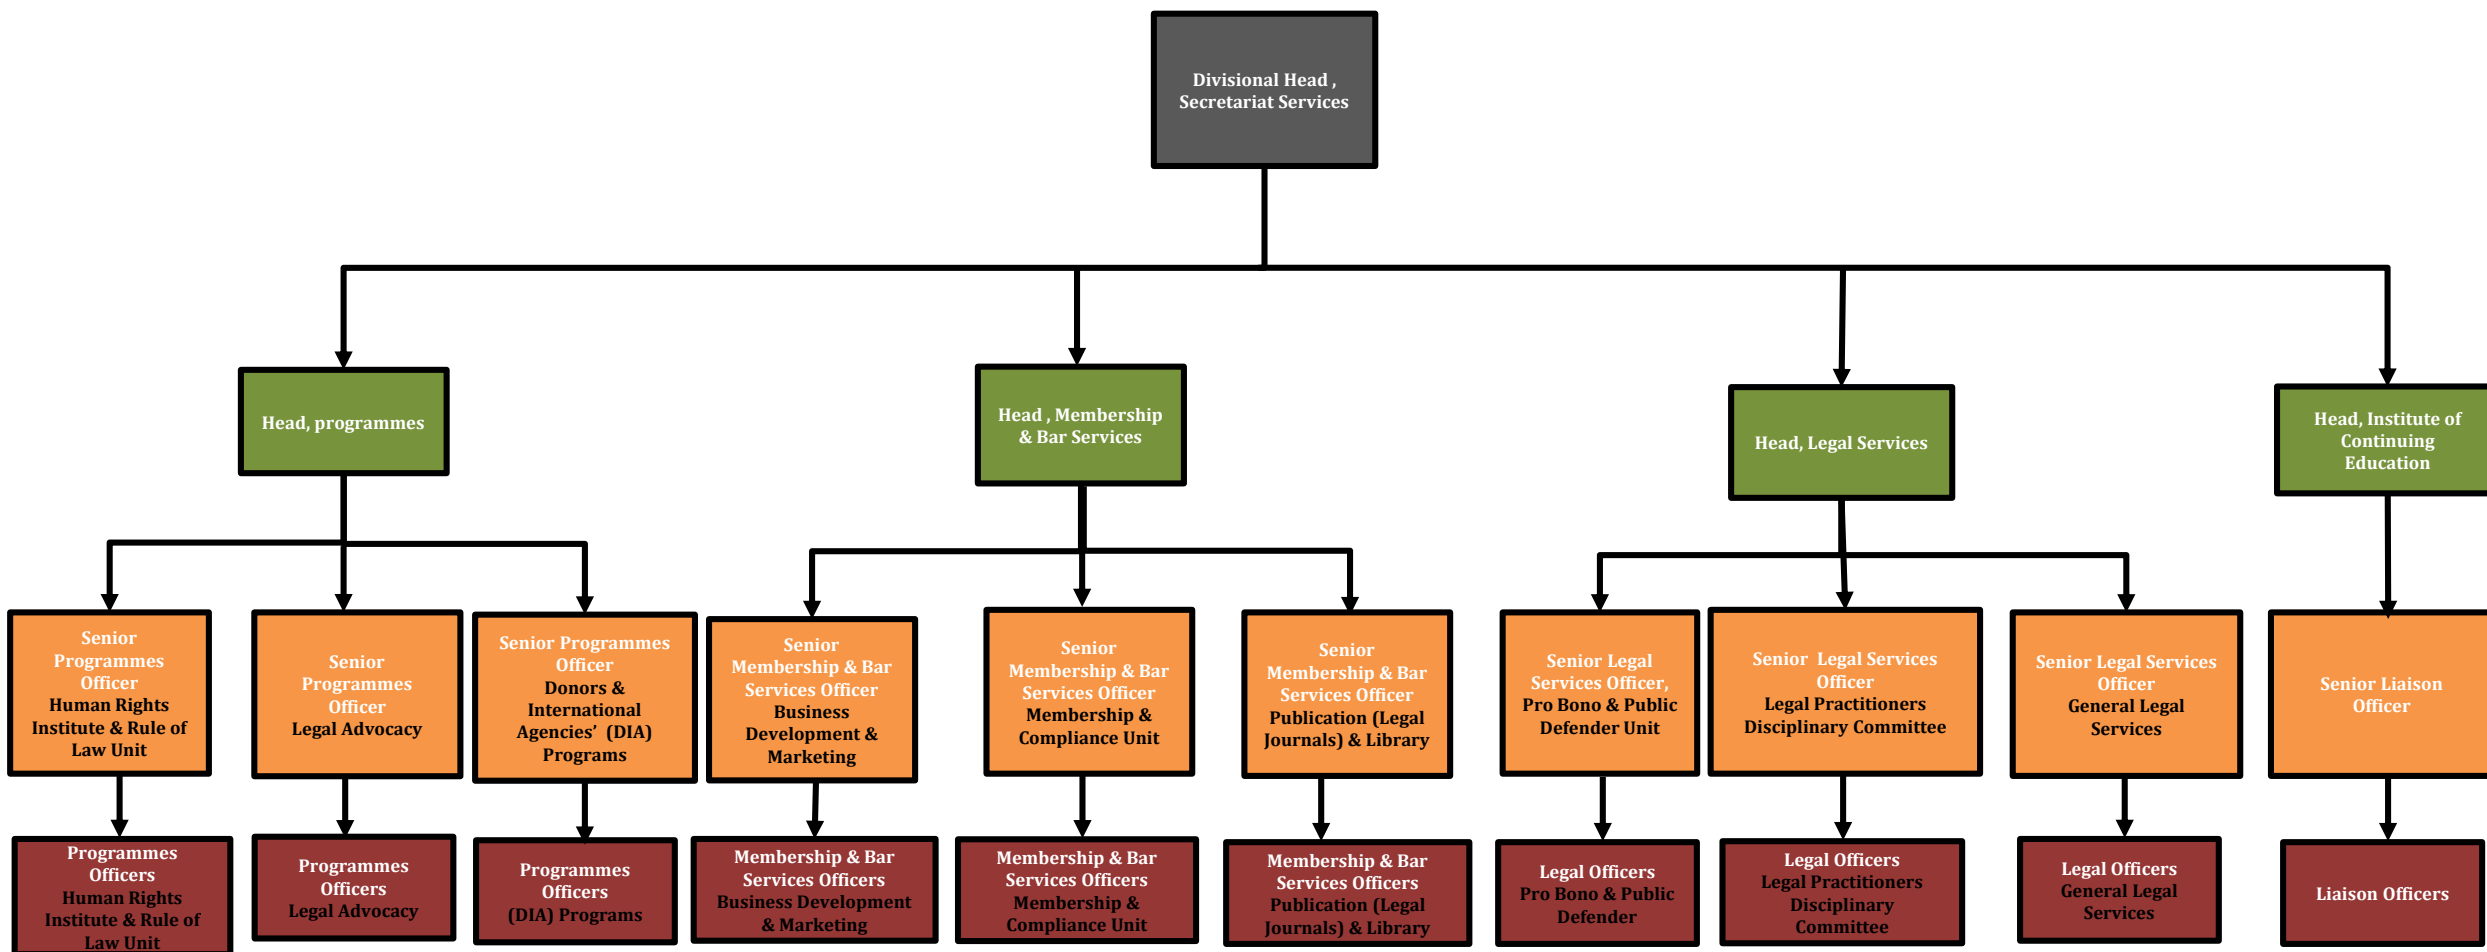 Divisional Head ,
Secretariat Services
Head, programmes
Head , Membership
& Bar Services
Head, Legal Services
Head, Institute of
Continuing
Education
Senior
Programmes
Officer
Human Rights
Institute & Rule of
Law Unit
Senior
Programmes
Officer
Legal Advocacy
Senior Programmes
Officer
Donors &
International
Agencies’ (DIA)
Programs
Senior
Membership & Bar
Services Officer
Business
Development &
Marketing
Senior
Membership & Bar
Services Officer
Membership &
Compliance Unit
Senior
Membership & Bar
Services Officer
Publication (Legal
Journals) & Library
Senior Legal
Services Officer,
Pro Bono & Public
Defender Unit
Senior Legal Services
Officer
Legal Practitioners
Disciplinary Committee
Senior Legal Services
Officer
General Legal
Services
Senior Liaison
Officer
Programmes
Officers
Human Rights
Institute & Rule of
Law Unit
Programmes
Officers
Legal Advocacy
Programmes
Officers
(DIA) Programs
Membership & Bar
Services Officers
Business Development
& Marketing
Membership & Bar
Services Officers
Membership &
Compliance Unit
Membership & Bar
Services Officers
Publication (Legal
Journals) & Library
Legal Officers
Pro Bono & Public
Defender
Legal Officers
Legal Practitioners
Disciplinary
Committee
Legal Officers
General Legal
Services
Liaison Officers